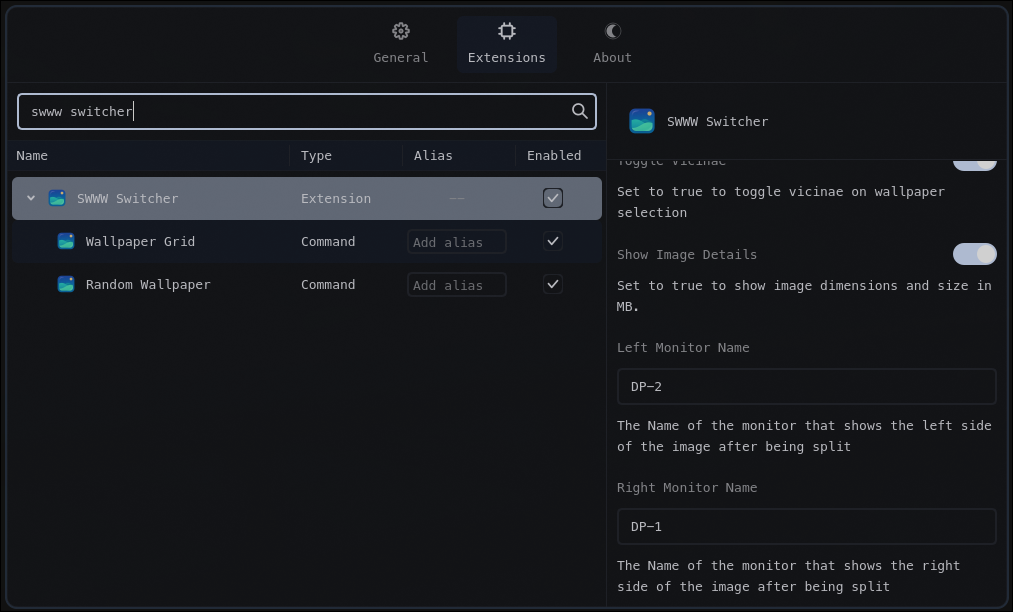 General
Extensions
About
swww switcher
Name Type Alias Enabled
SWWW Switcher Extension ——
Wallpaper Grid Command Add alias
Random Wallpaper Command Add alias
SWWW Switcher
Toggle Vicinae
Set to true to toggle vicinae on wallpaper
selection
Show Image Details
Set to true to show image dimensions and size in
MB.
Left Monitor Name
DP-2
The Name of the monitor that shows the left side
of the image after being split
Right Monitor Name
DP-1
The Name of the monitor that shows the right
side of the image after being split